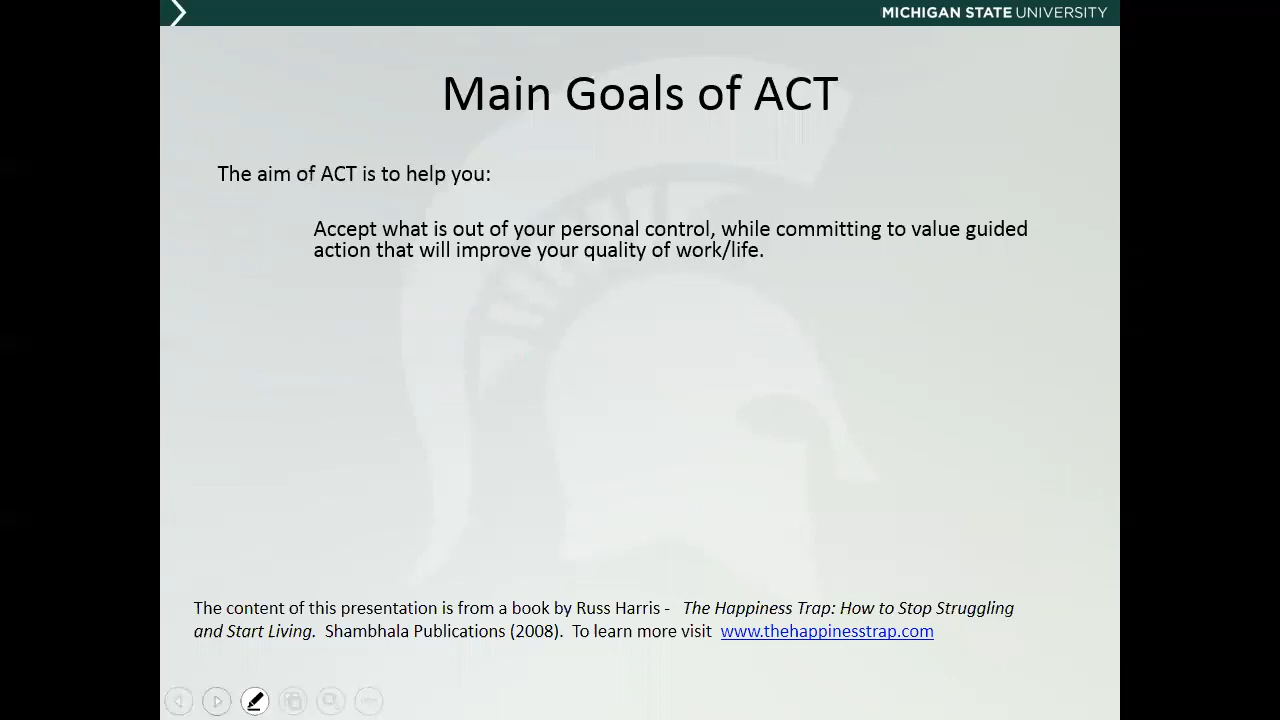 MICHIGAN STATE UNIVERSITY
Main Goals of ACT
The aim of ACT is to help you:
Accept what is out of your personal control, while committing to value guided
action that will improve your quality of work/life.
The content of this presentation is from a book by Russ Harris - The Happiness Trap: How to Stop Struggling
and Start Living. Shambhala Publications (2008). To learn more visit www.thehappinesstrap.com